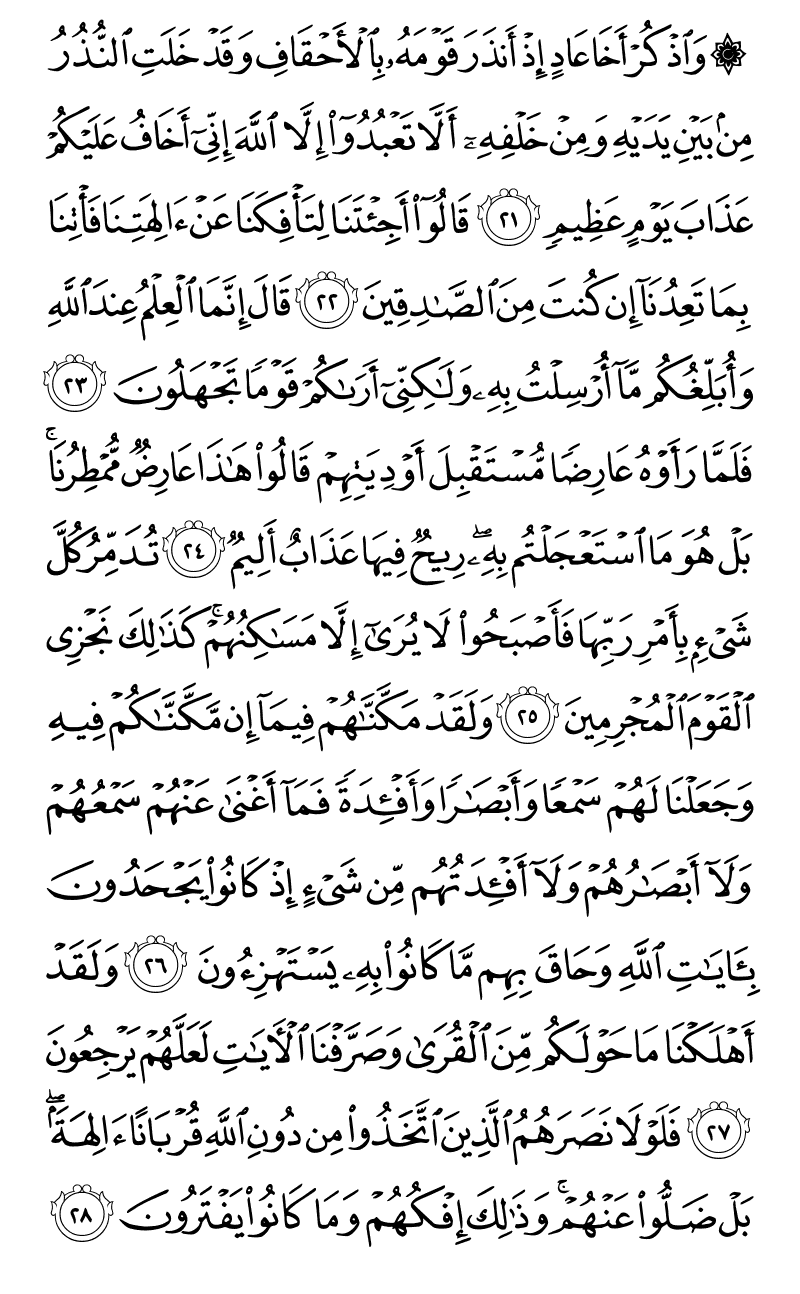 ۞ وَٱذْكُرْ أَخَا عَادٍ إِذْ أَنذَرَ قَوْمَهُۥ بِٱلْأَحْقَافِ وَقَدْ خَلَتِ ٱلنُّذُرُ
مِنۢ بَيْنِ يَدَيْهِ وَمِنْ خَلْفِهِۦٓ أَلَّا تَعْبُدُوٓا۟ إِلَّا ٱللَّهَ إِنِّىٓ أَخَافُ عَلَيْكُمْ
عَذَابَ يَوْمٍ عَظِيمٍ ٢١ قَالُوٓا۟ أَجِئْتَنَا لِتَأْفِكَنَا عَنْ ءَالِهَتِنَا فَأْتِنَا
بِمَا تَعِدُنَآ إِن كُنتَ مِنَ ٱلصَّـٰدِقِينَ ٢٢ قَالَ إِنَّمَا ٱلْعِلْمُ عِندَ ٱللَّهِ
وَأُبَلِّغُكُم مَّآ أُرْسِلْتُ بِهِۦ وَلَـٰكِنِّىٓ أَرَىٰكُمْ قَوْمًا تَجْهَلُونَ ٢٣
فَلَمَّا رَأَوْهُ عَارِضًا مُّسْتَقْبِلَ أَوْدِيَتِهِمْ قَالُوا۟ هَـٰذَا عَارِضٌ مُّمْطِرُنَا ۚ
بَلْ هُوَ مَا ٱسْتَعْجَلْتُم بِهِۦ ۖ رِيحٌ فِيهَا عَذَابٌ أَلِيمٌ ٢٤ تُدَمِّرُ كُلَّ
شَىْءٍۭ بِأَمْرِ رَبِّهَا فَأَصْبَحُوا۟ لَا يُرَىٰٓ إِلَّا مَسَـٰكِنُهُمْ ۚ كَذَٰلِكَ نَجْزِى
ٱلْقَوْمَ ٱلْمُجْرِمِينَ ٢٥ وَلَقَدْ مَكَّنَّـٰهُمْ فِيمَآ إِن مَّكَّنَّـٰكُمْ فِيهِ
وَجَعَلْنَا لَهُمْ سَمْعًا وَأَبْصَـٰرًا وَأَفْـِٔدَةً فَمَآ أَغْنَىٰ عَنْهُمْ سَمْعُهُمْ
وَلَآ أَبْصَـٰرُهُمْ وَلَآ أَفْـِٔدَتُهُم مِّن شَىْءٍ إِذْ كَانُوا۟ يَجْحَدُونَ
بِـَٔايَـٰتِ ٱللَّهِ وَحَاقَ بِهِم مَّا كَانُوا۟ بِهِۦ يَسْتَهْزِءُونَ ٢٦ وَلَقَدْ
أَهْلَكْنَا مَا حَوْلَكُم مِّنَ ٱلْقُرَىٰ وَصَرَّفْنَا ٱلْـَٔايَـٰتِ لَعَلَّهُمْ يَرْجِعُونَ
٢٧ فَلَوْلَا نَصَرَهُمُ ٱلَّذِينَ ٱتَّخَذُوا۟ مِن دُونِ ٱللَّهِ قُرْبَانًا ءَالِهَةًۢ ۖ
بَلْ ضَلُّوا۟ عَنْهُمْ ۚ وَذَٰلِكَ إِفْكُهُمْ وَمَا كَانُوا۟ يَفْتَرُونَ ٢٨